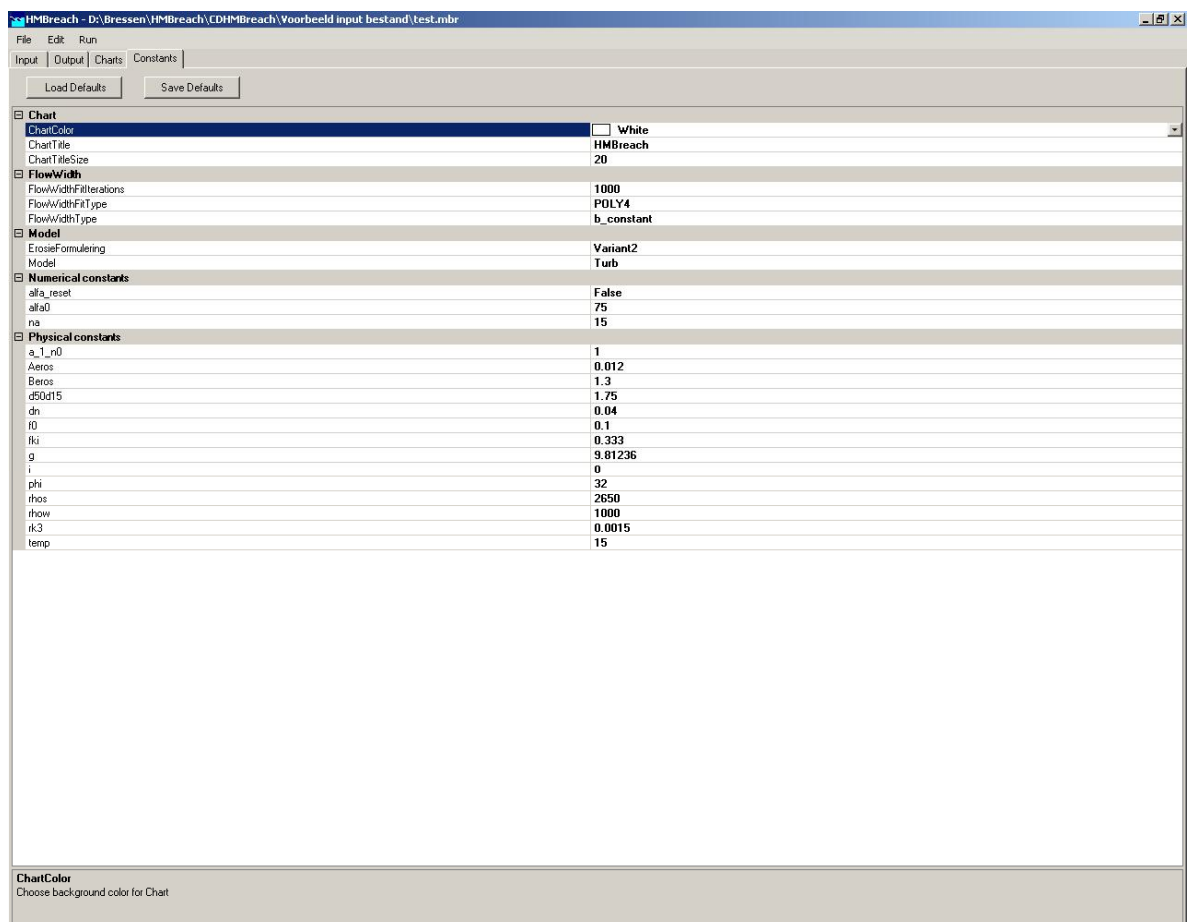 HMBreach - D:\Bressen\HMBreach\CDHMBreach\Voorbeeld input bestand\test.mbr
File Edit Run
Input Output Charts Constants
Load Defaults Save Defaults
Chart
ChartColor White
ChartTitle HMBreach
ChartTitleSize 20
FlowWidth
FlowWidthFitIterations 1000
FlowWidthFitType POLY4
FlowWidthType b_constant
Model
ErosieFormulering Variant2
Model Turb
Numerical constants
alfa_reset False
alfa0 75
na 15
Physical constants
a_1_n0 1
Aeros 0.012
Beros 1.3
d50d15 1.75
dn 0.04
f0 0.1
fki 0.333
g 9.81236
i 0
phi 32
rhos 2650
rhow 1000
rk3 0.0015
temp 15
ChartColor
Choose background color for Chart